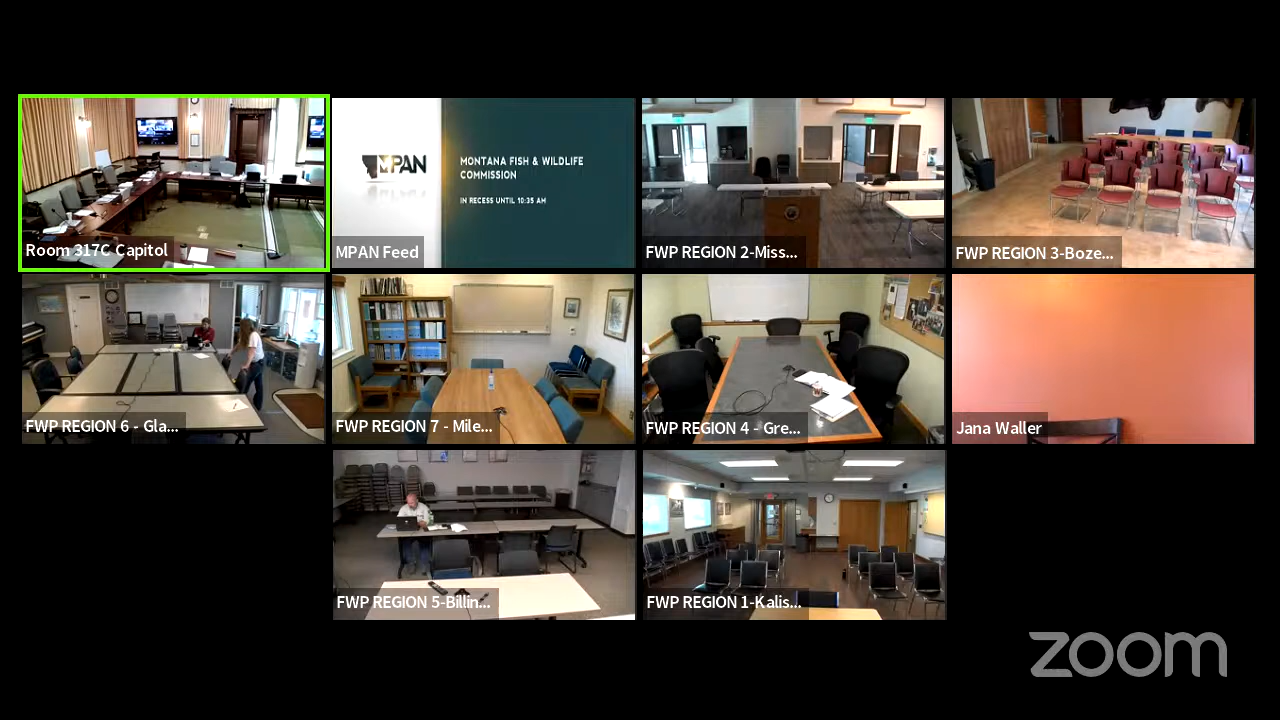 Room 317C Capitol
MPAN
MONTANA FISH & WILDLIFE
COMMISSION
IN RECESS UNTIL 10:35 AM
MPAN Feed
FWP REGION 2-Miss...
FWP REGION 3-Boze...
FWP REGION 6 - Gla...
FWP REGION 7 - Mile...
FWP REGION 4 - Gre...
Jana Waller
FWP REGION 5-Billin...
FWP REGION 1-Kalis...
zoom